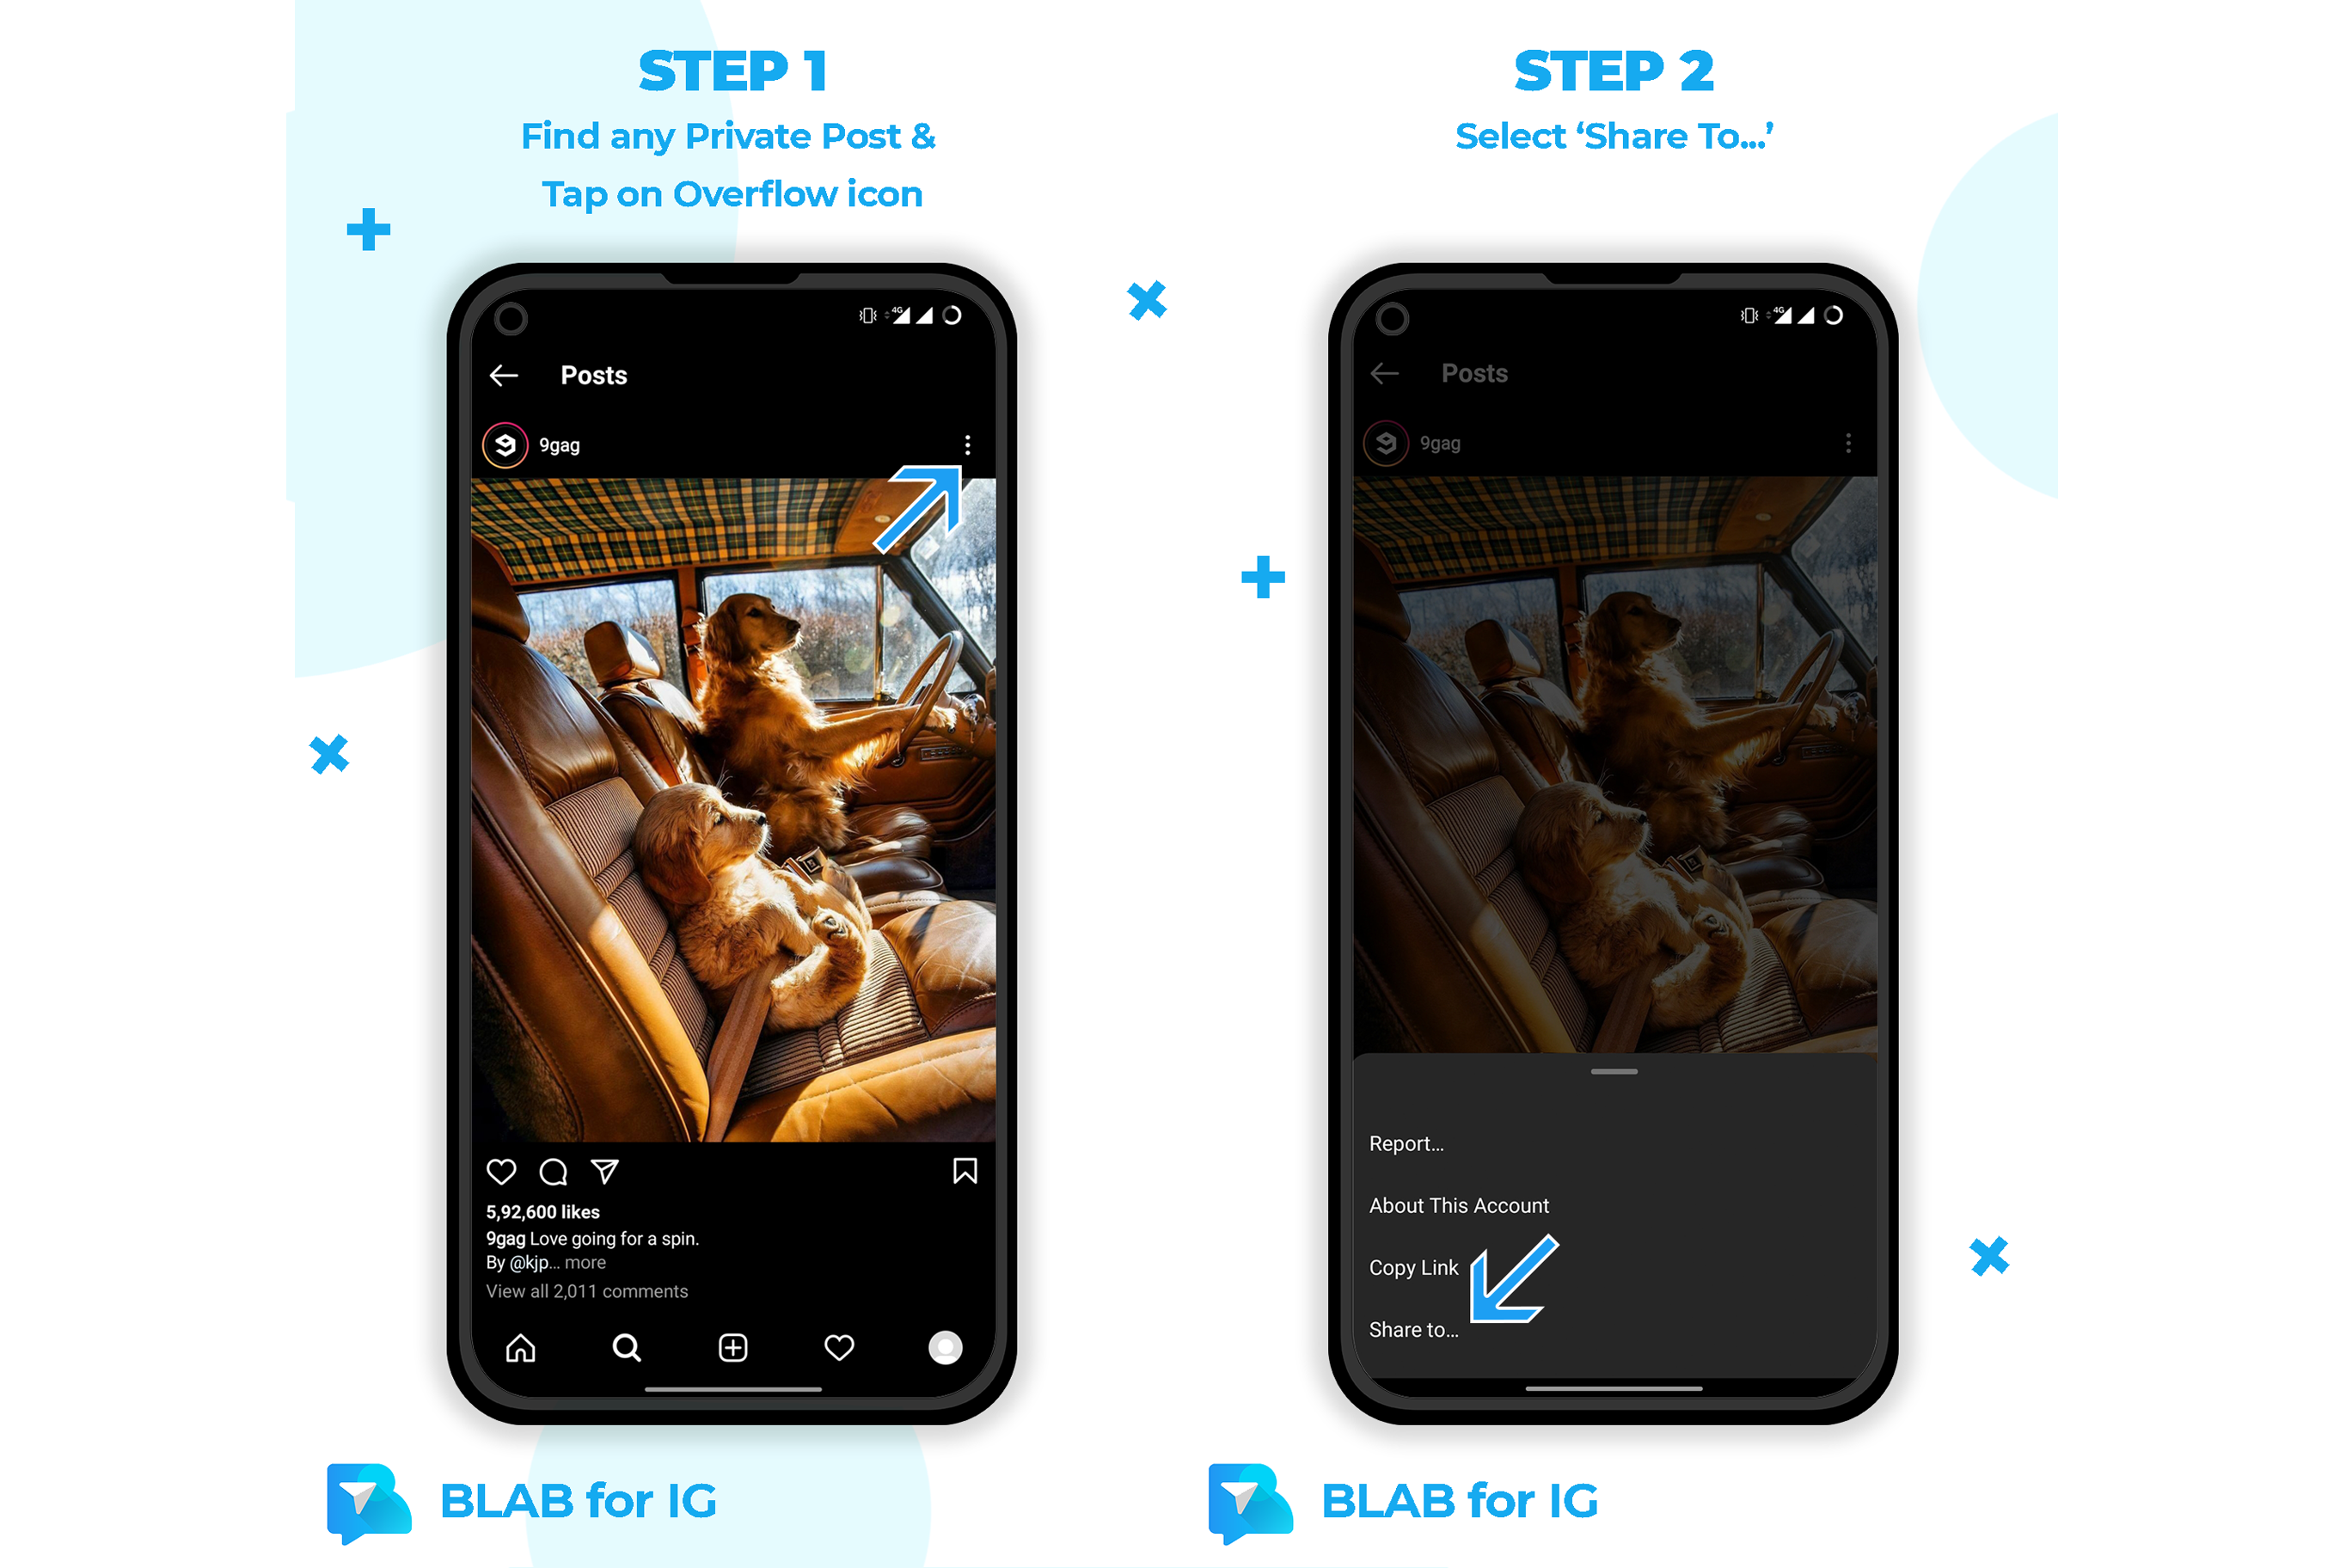 STEP 1
Find any Private Post &
Tap on Overflow icon
4G
Posts
9gag
5,92,600 likes
9gag Love going for a spin.
By @kjp... more
View all 2,011 comments
BLAB for IG
STEP 2
Select ‘Share To...’
4G
Posts
9gag
Report...
About This Account
Copy Link
Share to...
BLAB for IG